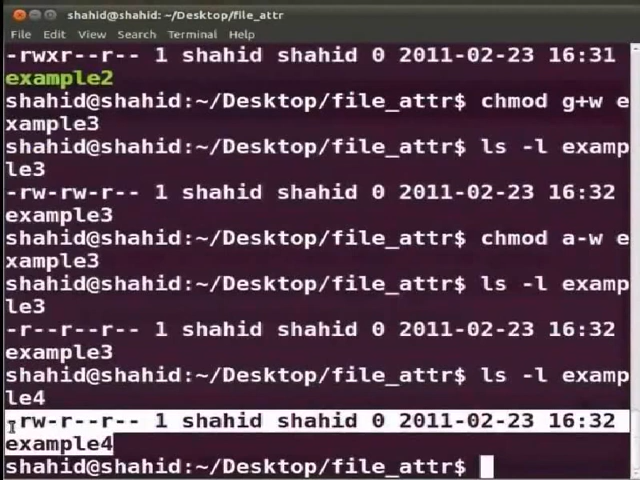 shahid@shahid: ~/Desktop/file_attr
File Edit View Search Terminal Help
-rwxr--r-- 1 shahid shahid 0 2011-02-23 16:31
example2
shahid@shahid:~/Desktop/file_attr$ chmod g+w e
xample3
shahid@shahid:~/Desktop/file_attr$ ls -l examp
le3
-rw-rw-r-- 1 shahid shahid 0 2011-02-23 16:32
example3
shahid@shahid:~/Desktop/file_attr$ chmod a-w e
xample3
shahid@shahid:~/Desktop/file_attr$ ls -l examp
le3
-r--r--r-- 1 shahid shahid 0 2011-02-23 16:32
example3
shahid@shahid:~/Desktop/file_attr$ ls -l examp
le4
-rw-r--r-- 1 shahid shahid 0 2011-02-23 16:32
example4
shahid@shahid:~/Desktop/file_attr$